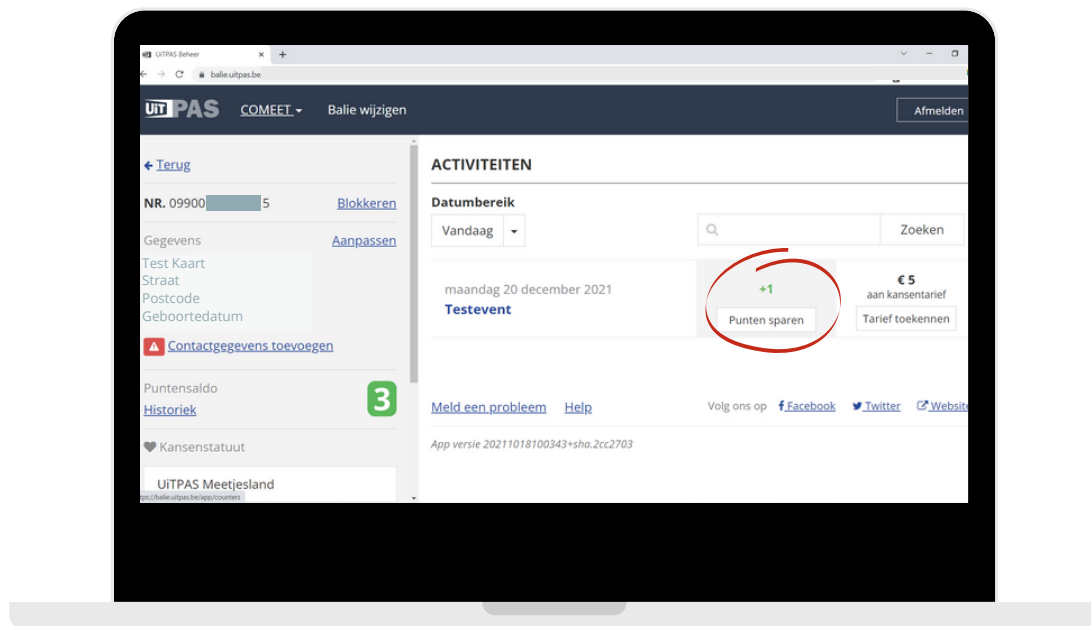 UiTPAS Beheer
balie.uitpas.be
UiT PAS COMEET Balie wijzigen Afmelden
Terug
NR. 09900 5 Blokkeren
Gegevens Aanpassen
Test Kaart
Straat
Postcode
Geboortedatum
Contactgegevens toevoegen
Puntensaldo
Historiek
3
Kansenstatuut
UiTPAS Meetjesland
tps://balie.uitpas.be/app/counters
ACTIVITEITEN
Datumbereik
Vandaag Zoeken
maandag 20 december 2021
Testevent
+1
Punten sparen
€ 5
aan kansentarief
Tarief toekennen
Meld een probleem Help Volg ons op Facebook Twitter Website
App versie 20211018100343+sha.2cc2703